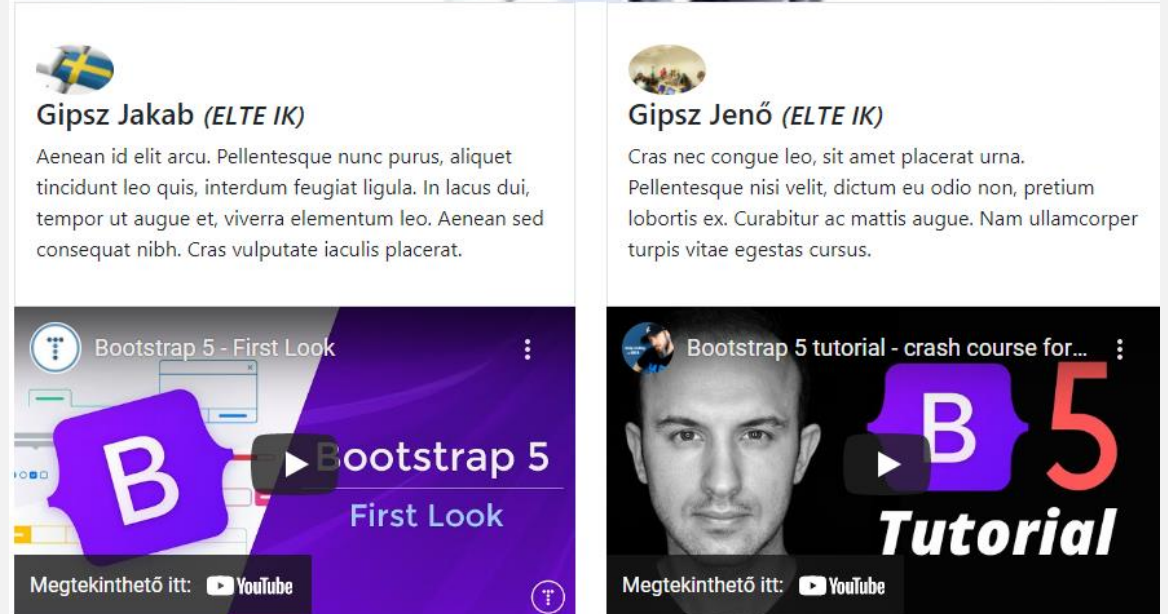 Gipsz Jakab (ELTE IK)
Aenean id elit arcu. Pellentesque nunc purus, aliquet
tincidunt leo quis, interdum feugiat ligula. In lacus dui,
tempor ut augue et, viverra elementum leo. Aenean sed
consequat nibh. Cras vulputate iaculis placerat.
Bootstrap 5 - First Look
B
Bootstrap 5
First Look
Megtekinthető itt: YouTube
Gipsz Jenő (ELTE IK)
Cras nec congue leo, sit amet placerat urna.
Pellentesque nisi velit, dictum eu odio non, pretium
lobortis ex. Curabitur ac mattis augue. Nam ullamcorper
turpis vitae egestas cursus.
Bootstrap 5 tutorial - crash course for...
B 5
Tutorial
Megtekinthető itt: YouTube